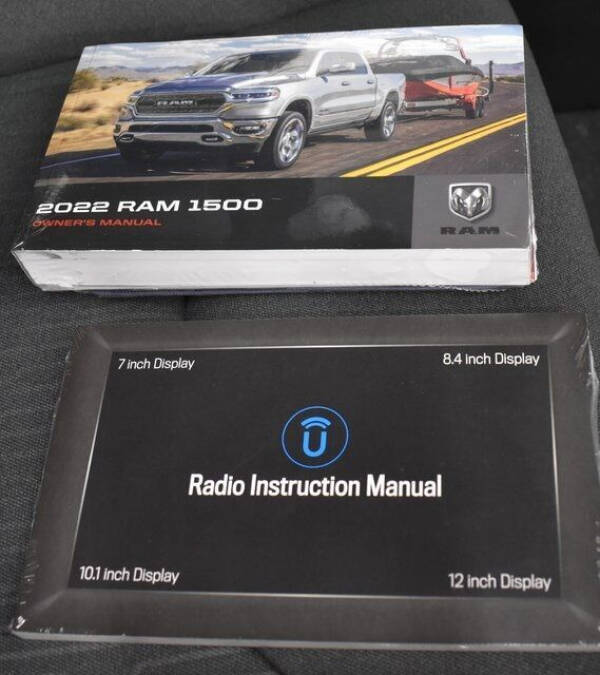 RAM
2022 RAM 1500
OWNER'S MANUAL
RAM
7 inch Display
8.4 inch Display
U
Radio Instruction Manual
10.1 inch Display
12 inch Display